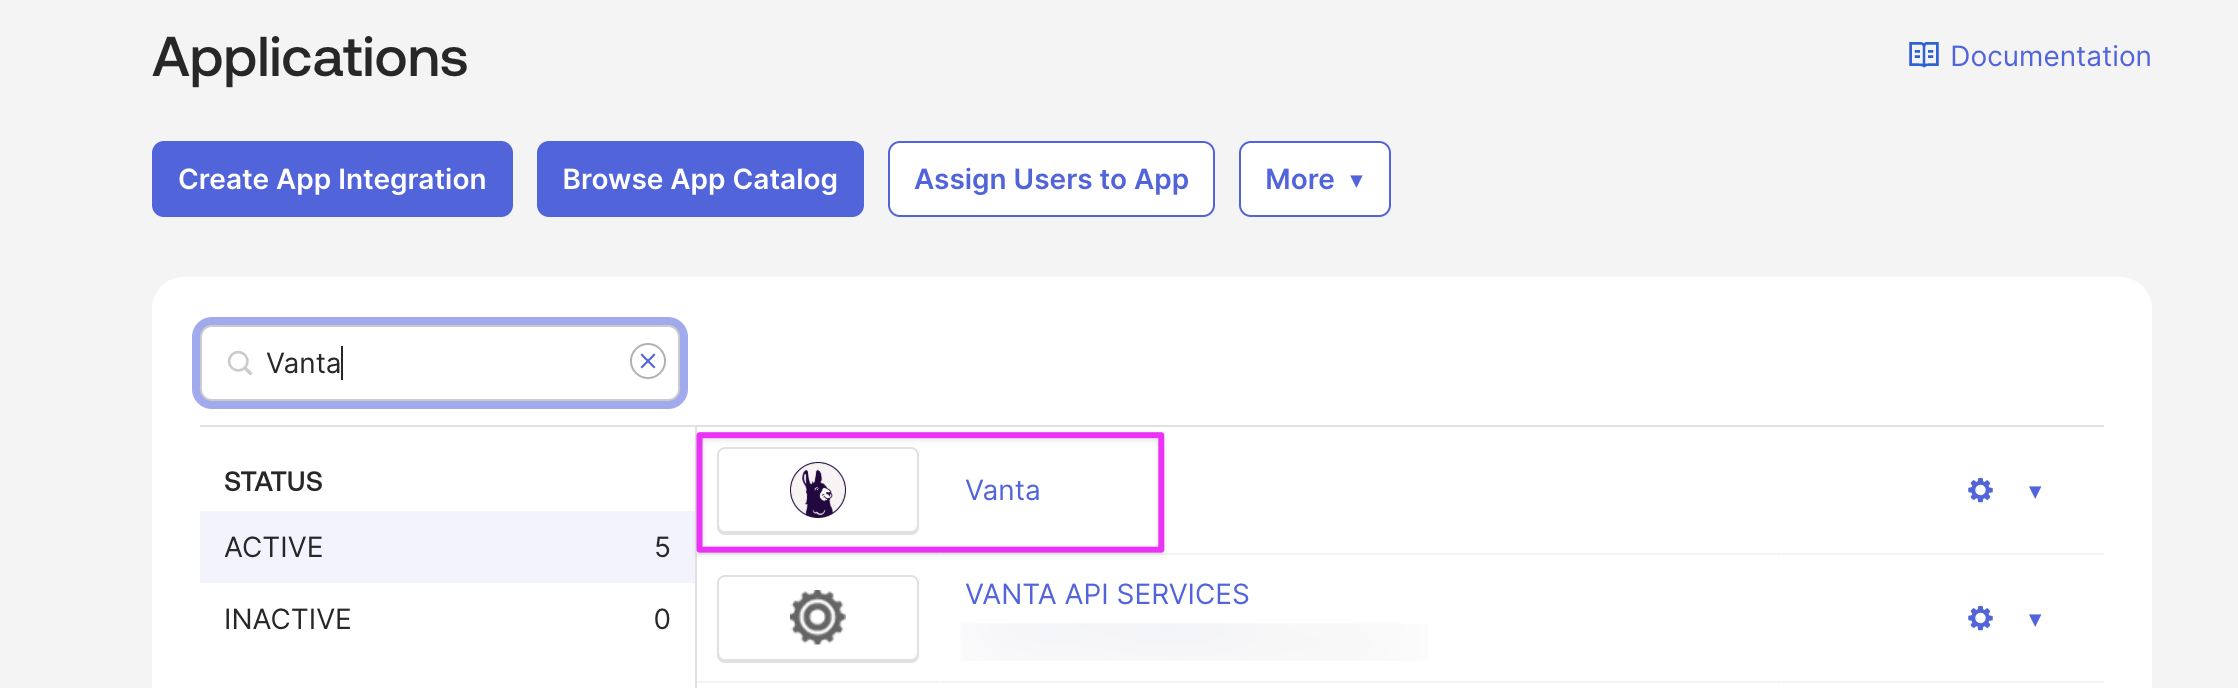 Applications
Documentation
Create App Integration
Browse App Catalog
Assign Users to App
More
Vanta
STATUS
ACTIVE 5
INACTIVE 0
Vanta
VANTA API SERVICES